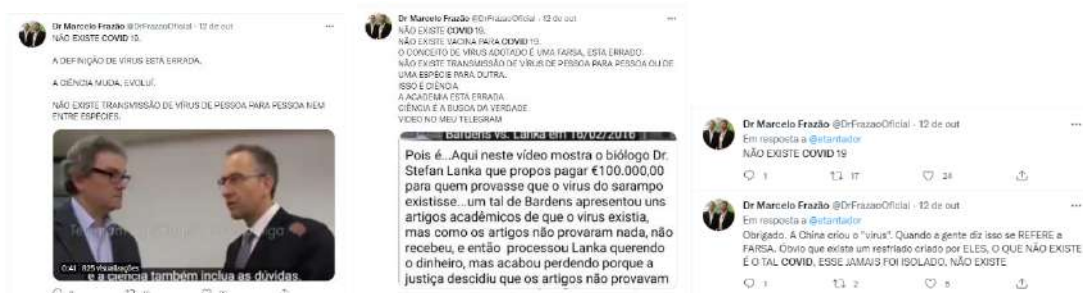 Dr Marcelo Frazão @DrFrazaoOficial · 12 de out
NÃO EXISTE COVID 19.
A DEFINIÇÃO DE VÍRUS ESTÁ ERRADA.
A CIÊNCIA MUDA, EVOLUÍ.
NÃO EXISTE TRANSMISSÃO DE VÍRUS DE PESSOA PARA PESSOA NEM
ENTRE ESPÉCIES.
0:41 825 visualizações
e a ciência também inclua as dúvidas.
Dr Marcelo Frazão @DrFrazaoOficial · 12 de out
NÃO EXISTE COVID 19.
NÃO EXISTE VACINA PARA COVID 19.
O CONCEITO DE VÍRUS ADOTADO É UMA FARSA, ESTÁ ERRADO.
NÃO EXISTE TRANSMISSÃO DE VÍRUS DE PESSOA PARA PESSOA OU DE
UMA ESPÉCIE PARA OUTRA.
ISSO É CIÊNCIA
A ACADEMIA ESTÁ ERRADA
CIÊNCIA É A BUSCA DA VERDADE
VIDEO NO MEU TELEGRAM
Bardens vs. Lanka em 16/02/2016
Pois é...Aqui neste vídeo mostra o biólogo Dr.
Stefan Lanka que propos pagar €100.000,00
para quem provasse que o virus do sarampo
existisse...um tal de Bardens apresentou uns
artigos acadêmicos de que o virus existia,
mas como os artigos não provaram nada, não
recebeu, e então processou Lanka querendo
o dinheiro, mas acabou perdendo porque a
justiça descidiu que os artigos não provavam
Dr Marcelo Frazão @DrFrazaoOficial · 12 de out
Em resposta a @etantador
NÃO EXISTE COVID 19
1 17 24
Dr Marcelo Frazão @DrFrazaoOficial · 12 de out
Em resposta a @etantador
Obrigado. A China criou o "virus". Quando a gente diz isso se REFERE a
FARSA. Óbvio que existe um resfriado criado por ELES, O QUE NÃO EXISTE
É O TAL COVID, ESSE JAMAIS FOI ISOLADO, NÃO EXISTE
1 2 5